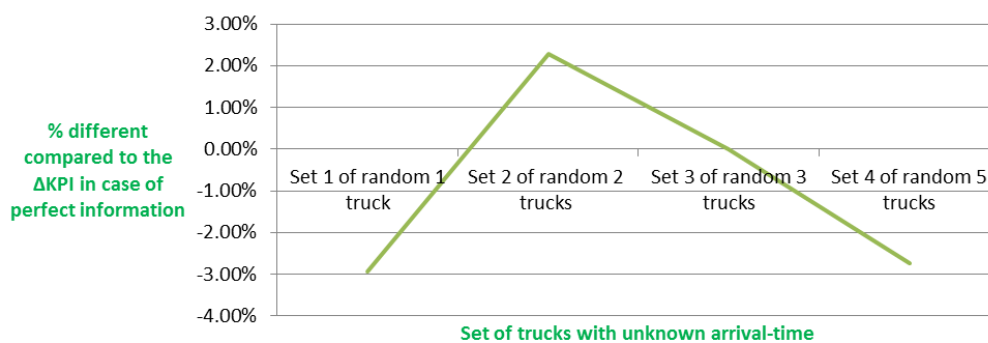 3.00%
2.00%
1.00%
0.00%
-1.00%
-2.00%
-3.00%
-4.00%
% different
compared to the
ΔKPI in case of
perfect information
Set 1 of random 1
truck
Set 2 of random 2
trucks
Set 3 of random 3
trucks
Set 4 of random 5
trucks
Set of trucks with unknown arrival-time